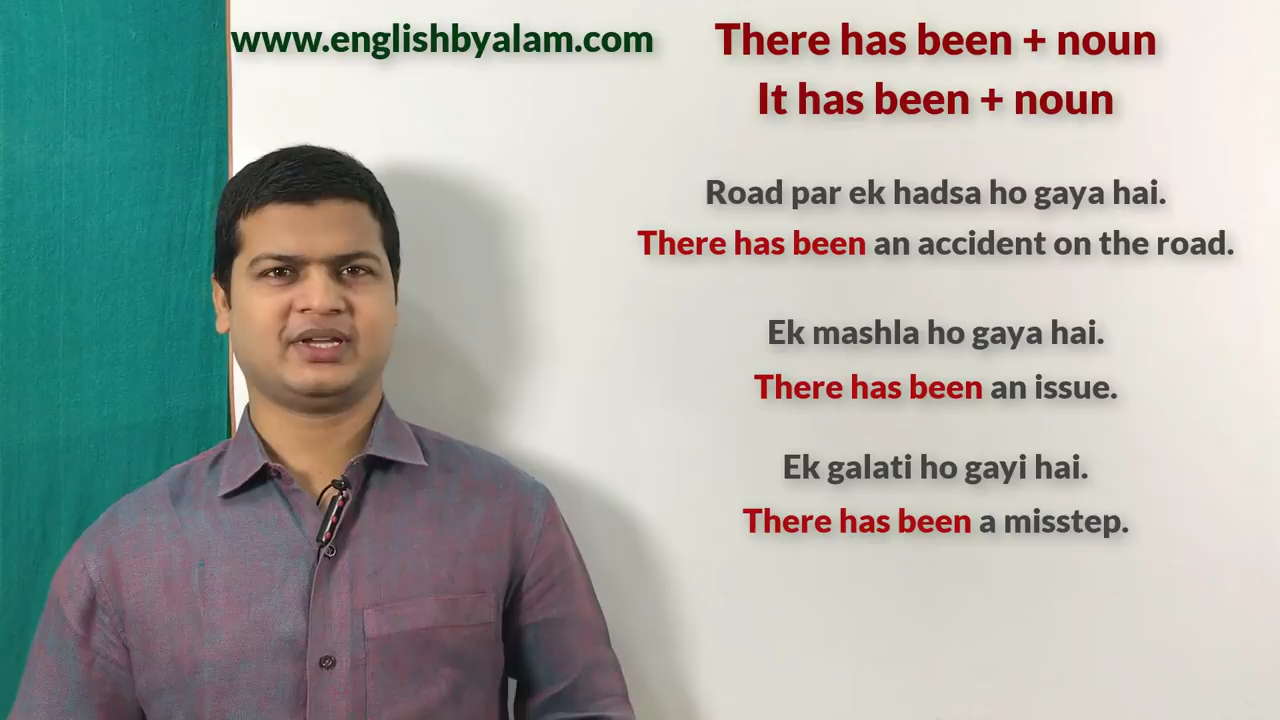 www.englishbyalam.com
There has been + noun
It has been + noun
Road par ek hadsa ho gaya hai.
There has been an accident on the road.
Ek mashla ho gaya hai.
There has been an issue.
Ek galati ho gayi hai.
There has been a misstep.